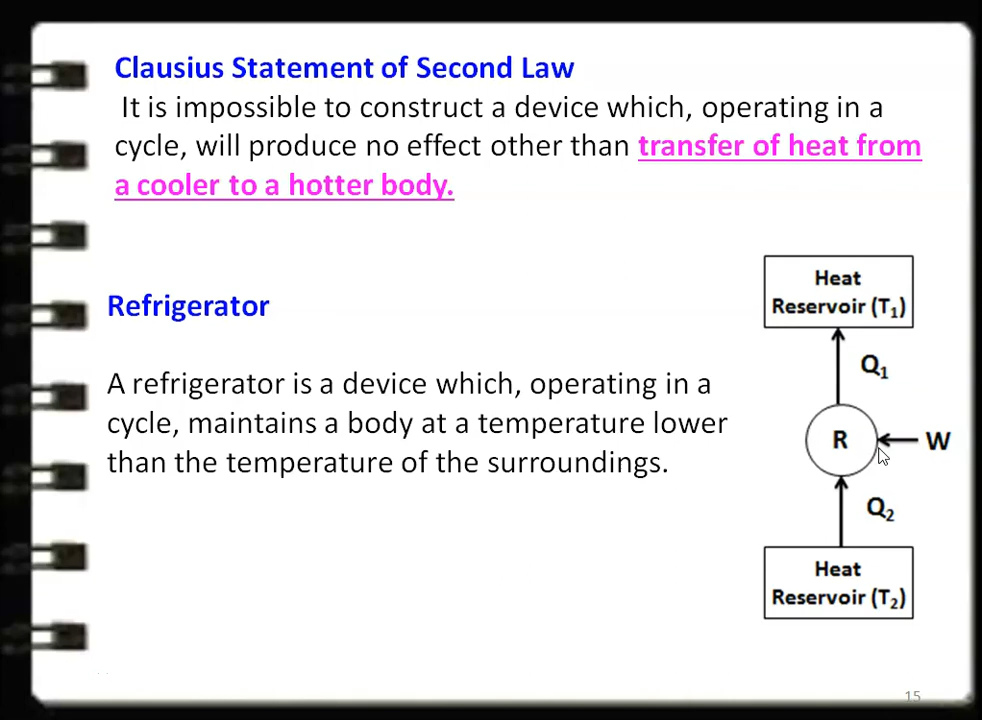 Clausius Statement of Second Law
It is impossible to construct a device which, operating in a
cycle, will produce no effect other than transfer of heat from
a cooler to a hotter body.
Refrigerator
A refrigerator is a device which, operating in a
cycle, maintains a body at a temperature lower
than the temperature of the surroundings.
Heat
Reservoir (T₁)
Q₁
R
W
Q₂
Heat
Reservoir (T₂)
15